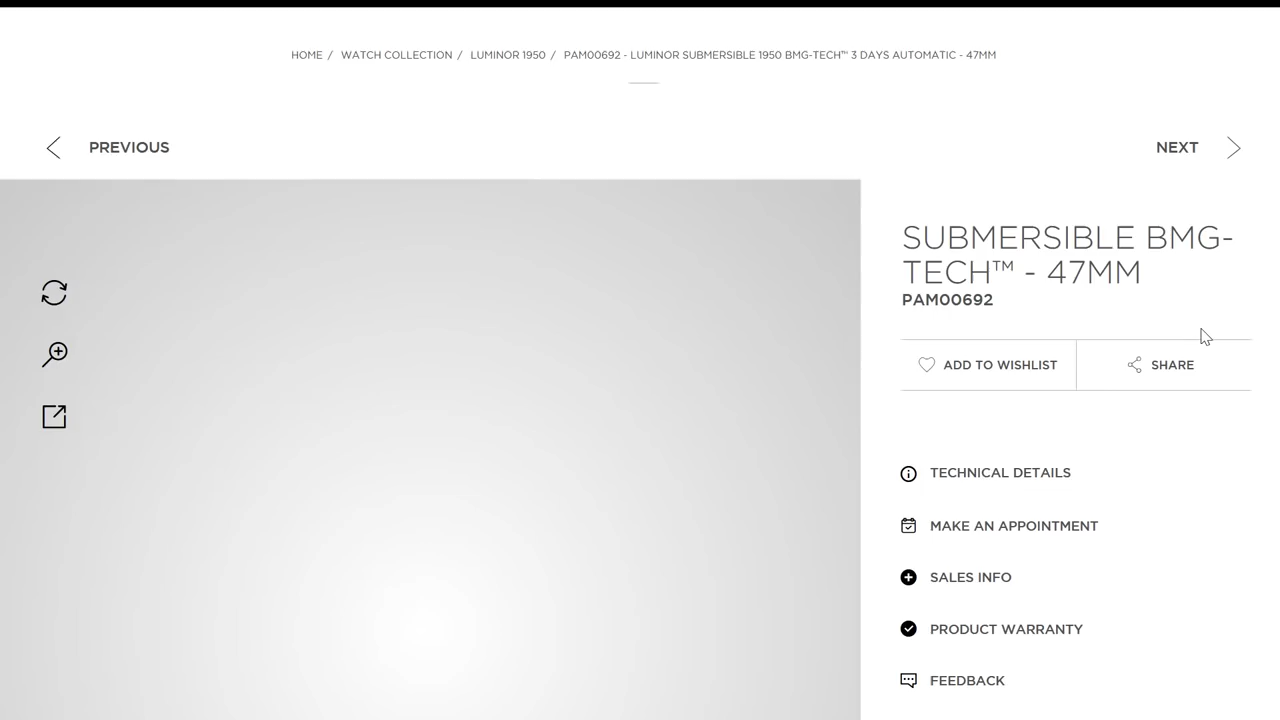 HOME / WATCH COLLECTION / LUMINOR 1950 / PAM00692 - LUMINOR SUBMERSIBLE 1950 BMG-TECH™ 3 DAYS AUTOMATIC - 47MM
PREVIOUS
NEXT
SUBMERSIBLE BMG-
TECH™ - 47MM
PAM00692
ADD TO WISHLIST
SHARE
TECHNICAL DETAILS
MAKE AN APPOINTMENT
SALES INFO
PRODUCT WARRANTY
FEEDBACK